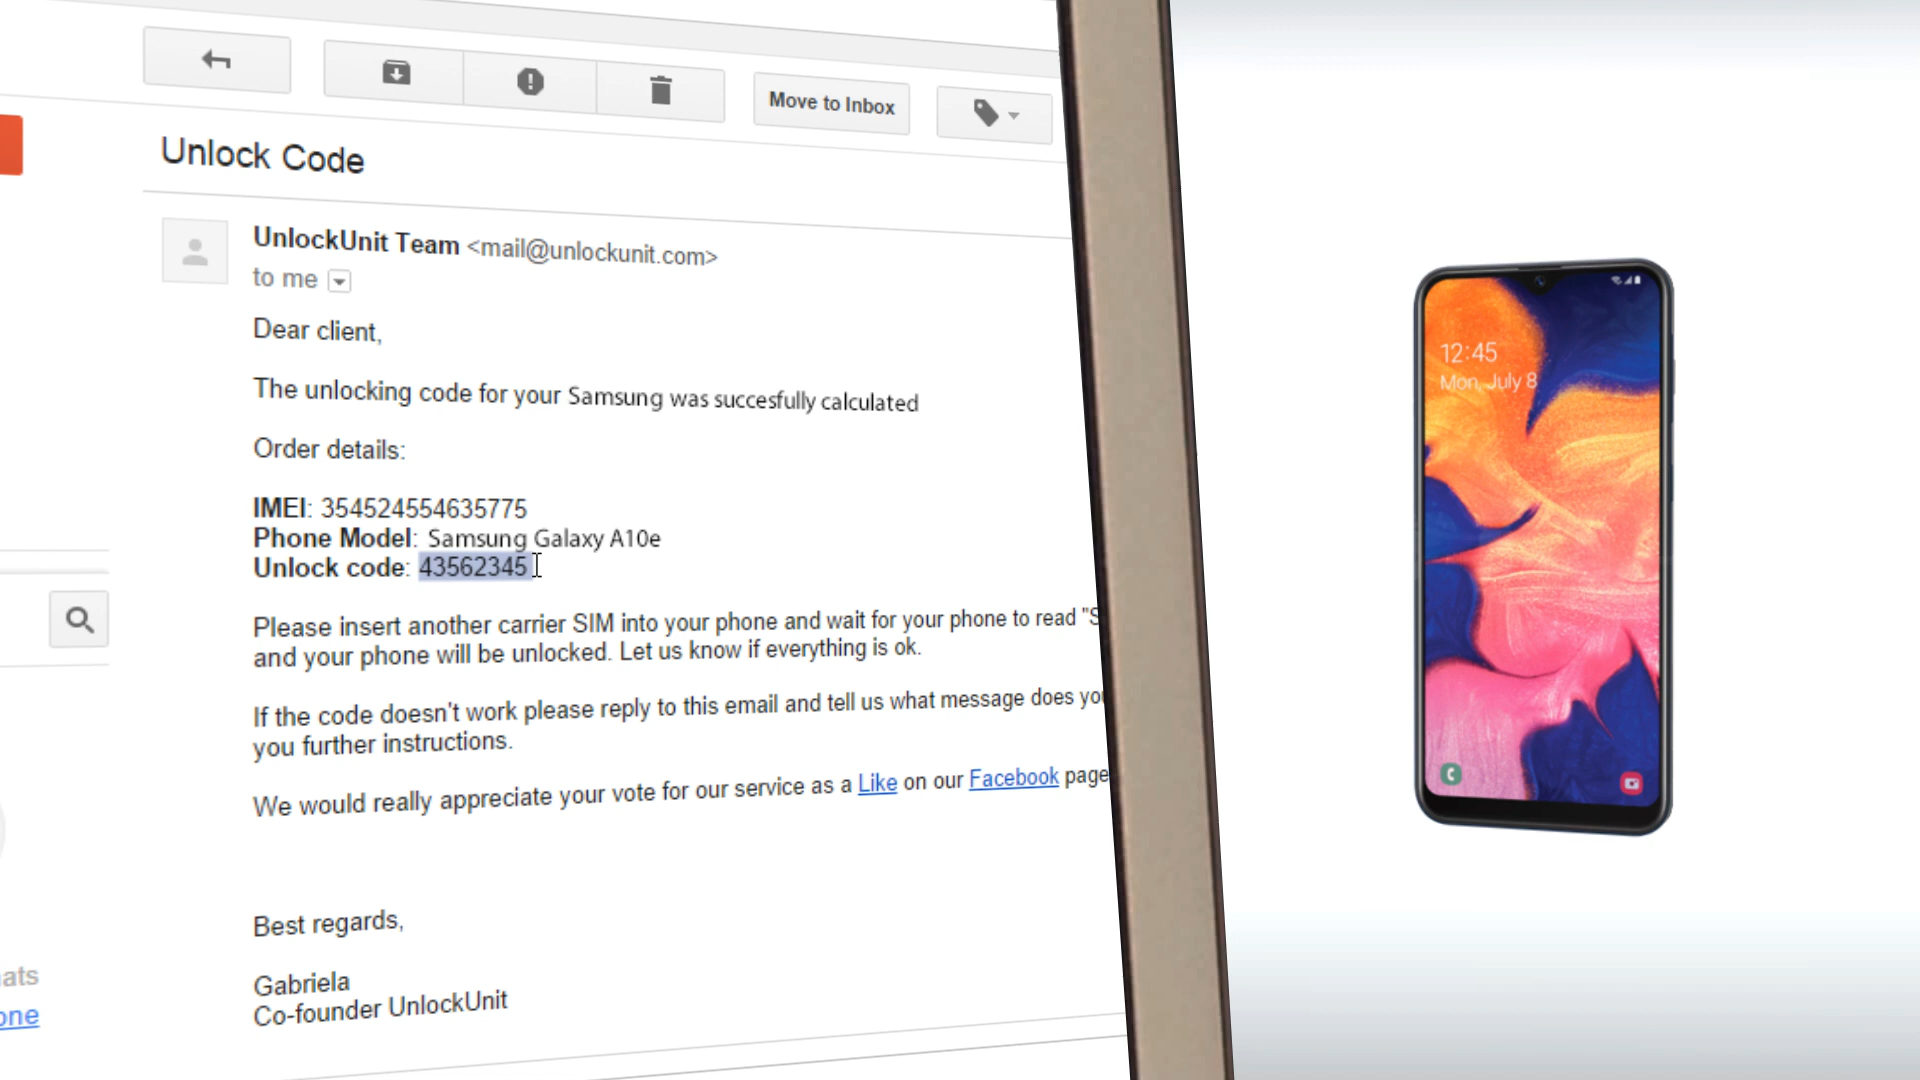 Move to Inbox
Unlock Code
UnlockUnit Team <mail@unlockunit.com>
to me
Dear client,
The unlocking code for your Samsung was succesfully calculated
Order details:
IMEI: 354524554635775
Phone Model: Samsung Galaxy A10e
Unlock code: 43562345
Please insert another carrier SIM into your phone and wait for your phone to read "S
and your phone will be unlocked. Let us know if everything is ok.
If the code doesn't work please reply to this email and tell us what message does yo
you further instructions.
We would really appreciate your vote for our service as a Like on our Facebook page
Best regards,
Gabriela
Co-founder UnlockUnit
ats
one
12:45
Mon, July 8